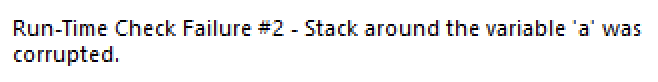 Run-Time Check Failure #2 - Stack around the variable 'a' was
corrupted.